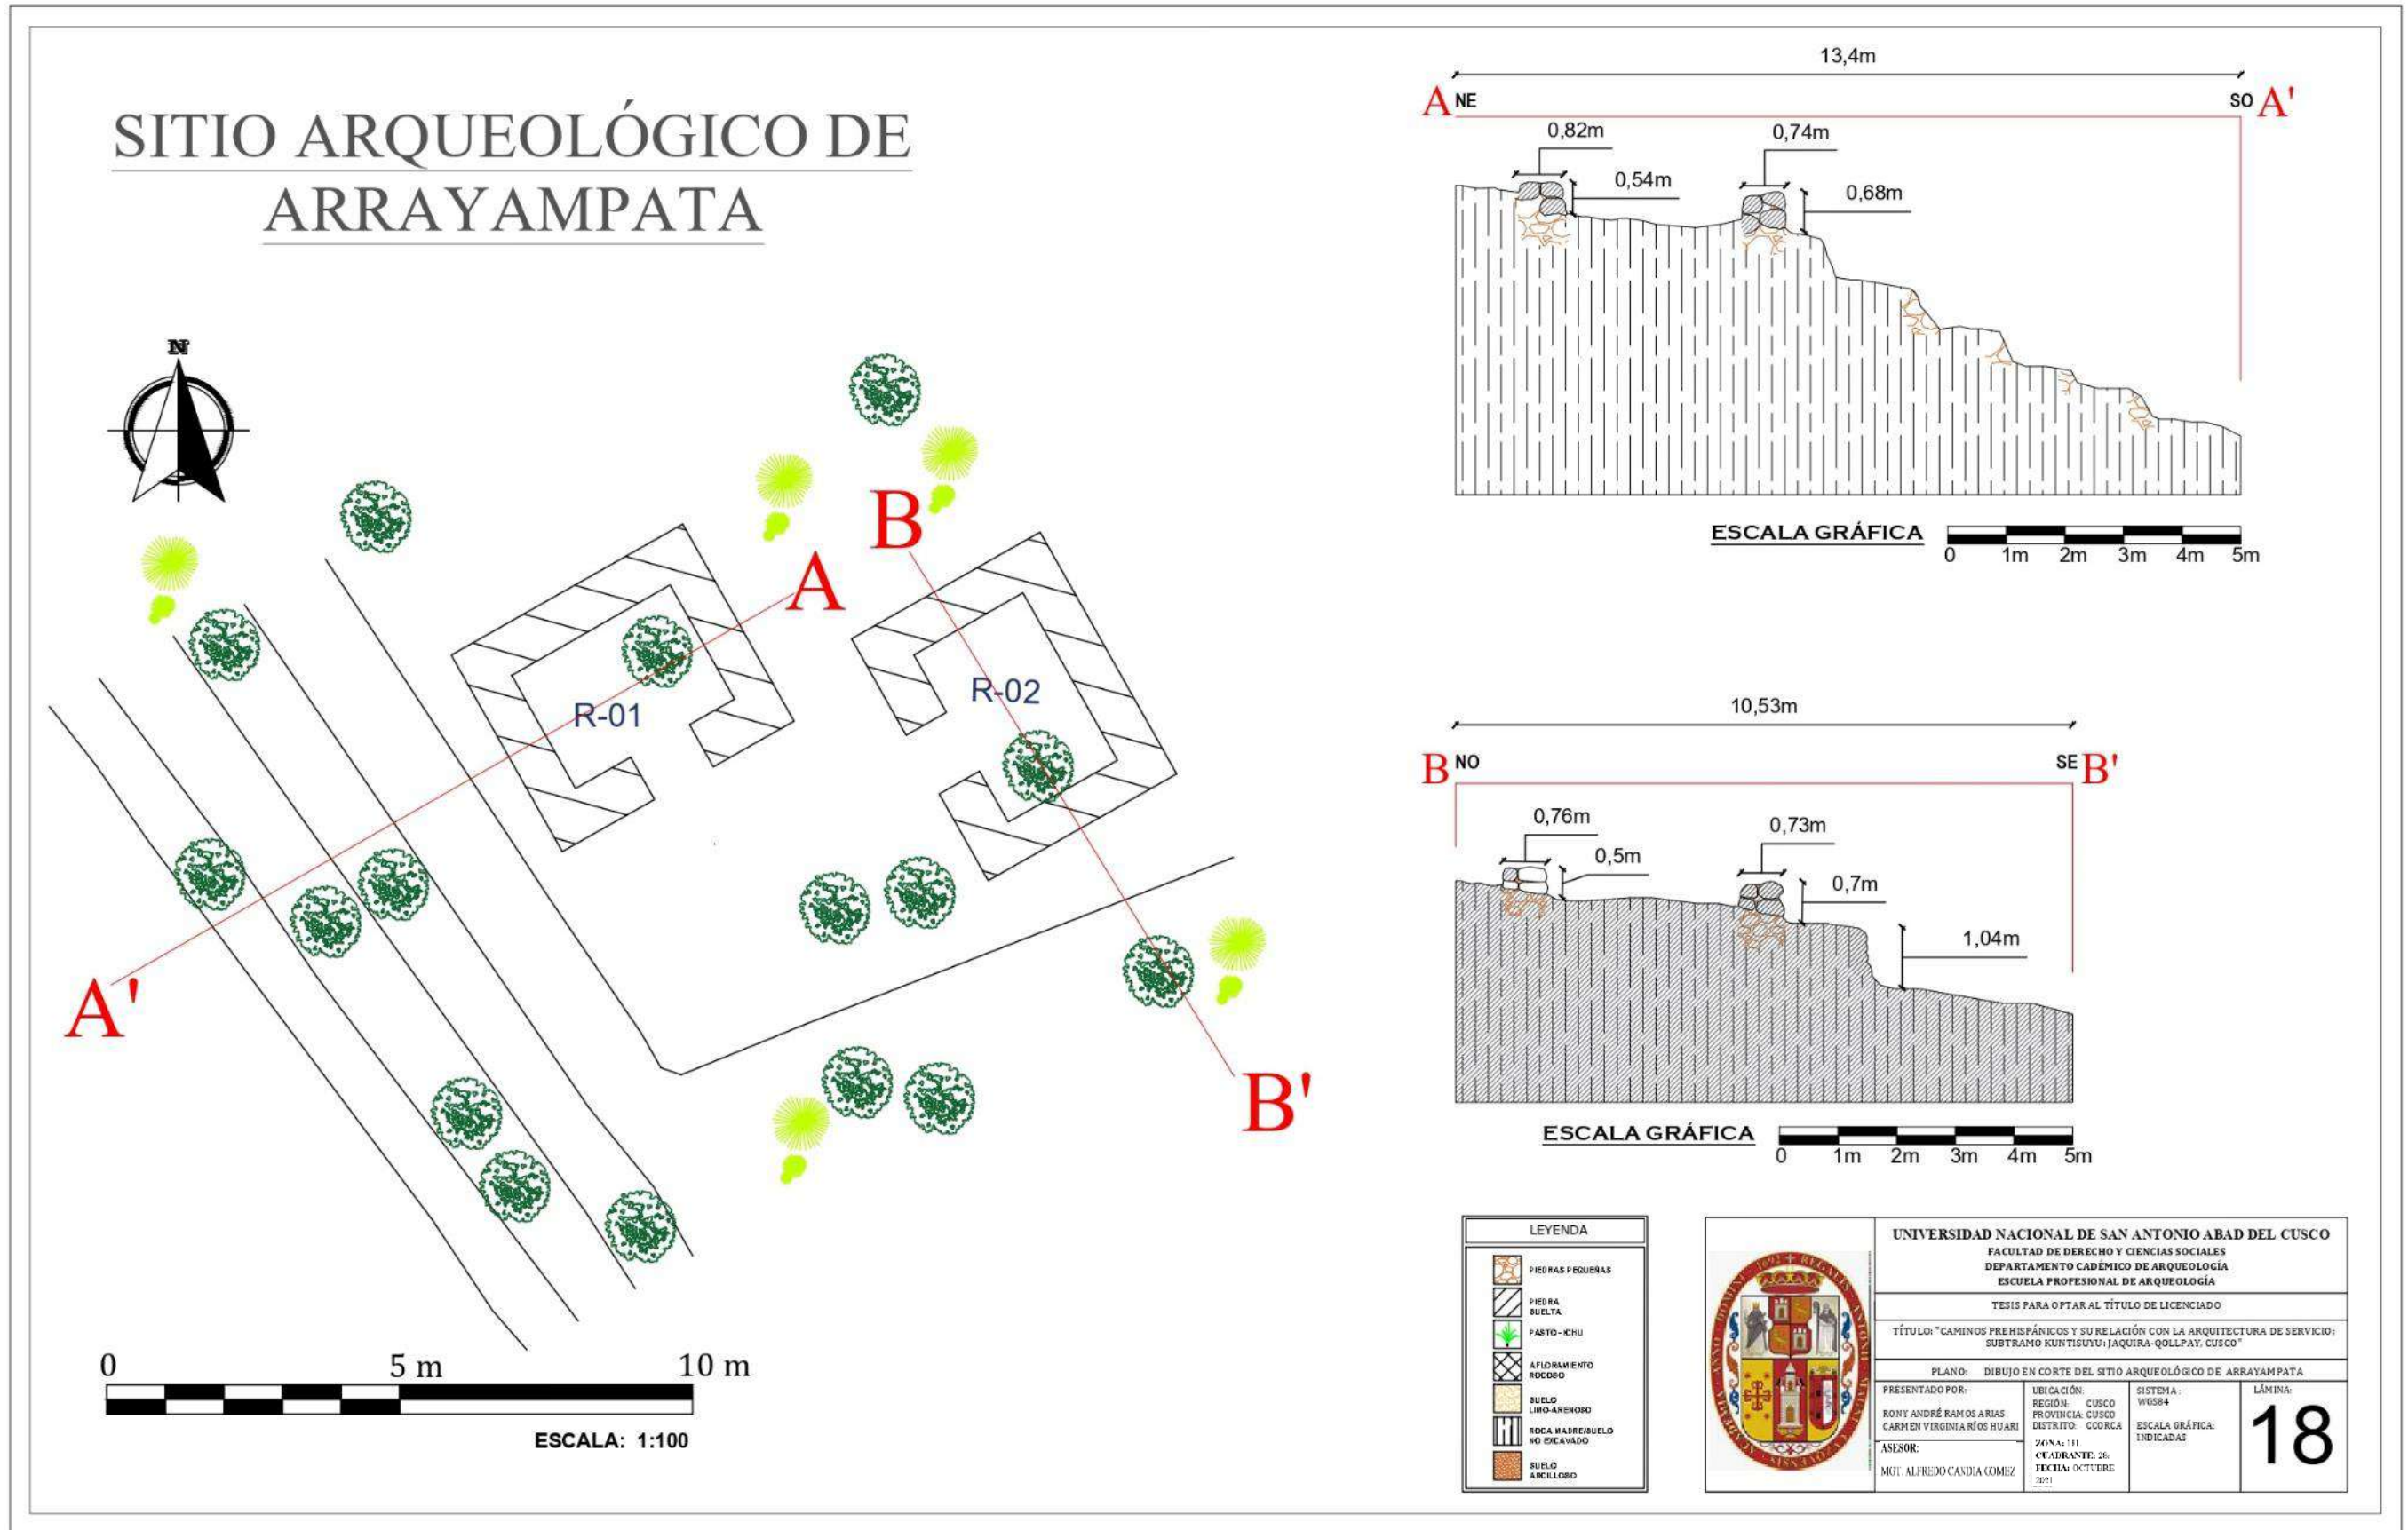 SITIO ARQUEOLÓGICO DE
ARRAYAMPATA
N
A
B
R-01
R-02
A'
B'
0 5 m 10 m
ESCALA: 1:100
13,4m
A NE SO A'
0,82m 0,74m
0,54m 0,68m
ESCALA GRÁFICA
0 1m 2m 3m 4m 5m
10,53m
B NO SE B'
0,76m 0,73m
0,5m 0,7m
1,04m
ESCALA GRÁFICA
0 1m 2m 3m 4m 5m
LEYENDA
PIEDRAS PEQUEÑAS
PIEDRA
SUELTA
PASTO - ICHU
AFLORAMIENTO
ROCOSO
SUELO
LIMO-ARENOSO
ROCA MADRE/SUELO
NO EXCAVADO
SUELO
ARCILLOSO
UNIVERSIDAD NACIONAL DE SAN ANTONIO ABAD DEL CUSCO
FACULTAD DE DERECHO Y CIENCIAS SOCIALES
DEPARTAMENTO CADÉMICO DE ARQUEOLOGÍA
ESCUELA PROFESIONAL DE ARQUEOLOGÍA
TESIS PARA OPTAR AL TÍTULO DE LICENCIADO
TÍTULO: "CAMINOS PREHISPÁNICOS Y SU RELACIÓN CON LA ARQUITECTURA DE SERVICIO:
SUBTRAMO KUNTISUYU: JAQUIRA-QOLLPAY, CUSCO"
PLANO: DIBUJO EN CORTE DEL SITIO ARQUEOLÓGICO DE ARRAYAMPATA
PRESENTADO POR:
RONY ANDRÉ RAMOS ARIAS
CARMEN VIRGINIA RÍOS HUARI
ASESOR:
MGT. ALFREDO CANDIA GOMEZ
UBICACIÓN:
REGIÓN: CUSCO
PROVINCIA: CUSCO
DISTRITO: CCORCA
ZONA:
CUADRANTE:
FECHA: OCTUBRE
2021
SISTEMA:
WGS84
ESCALA GRÁFICA:
INDICADAS
LÁMINA:
18